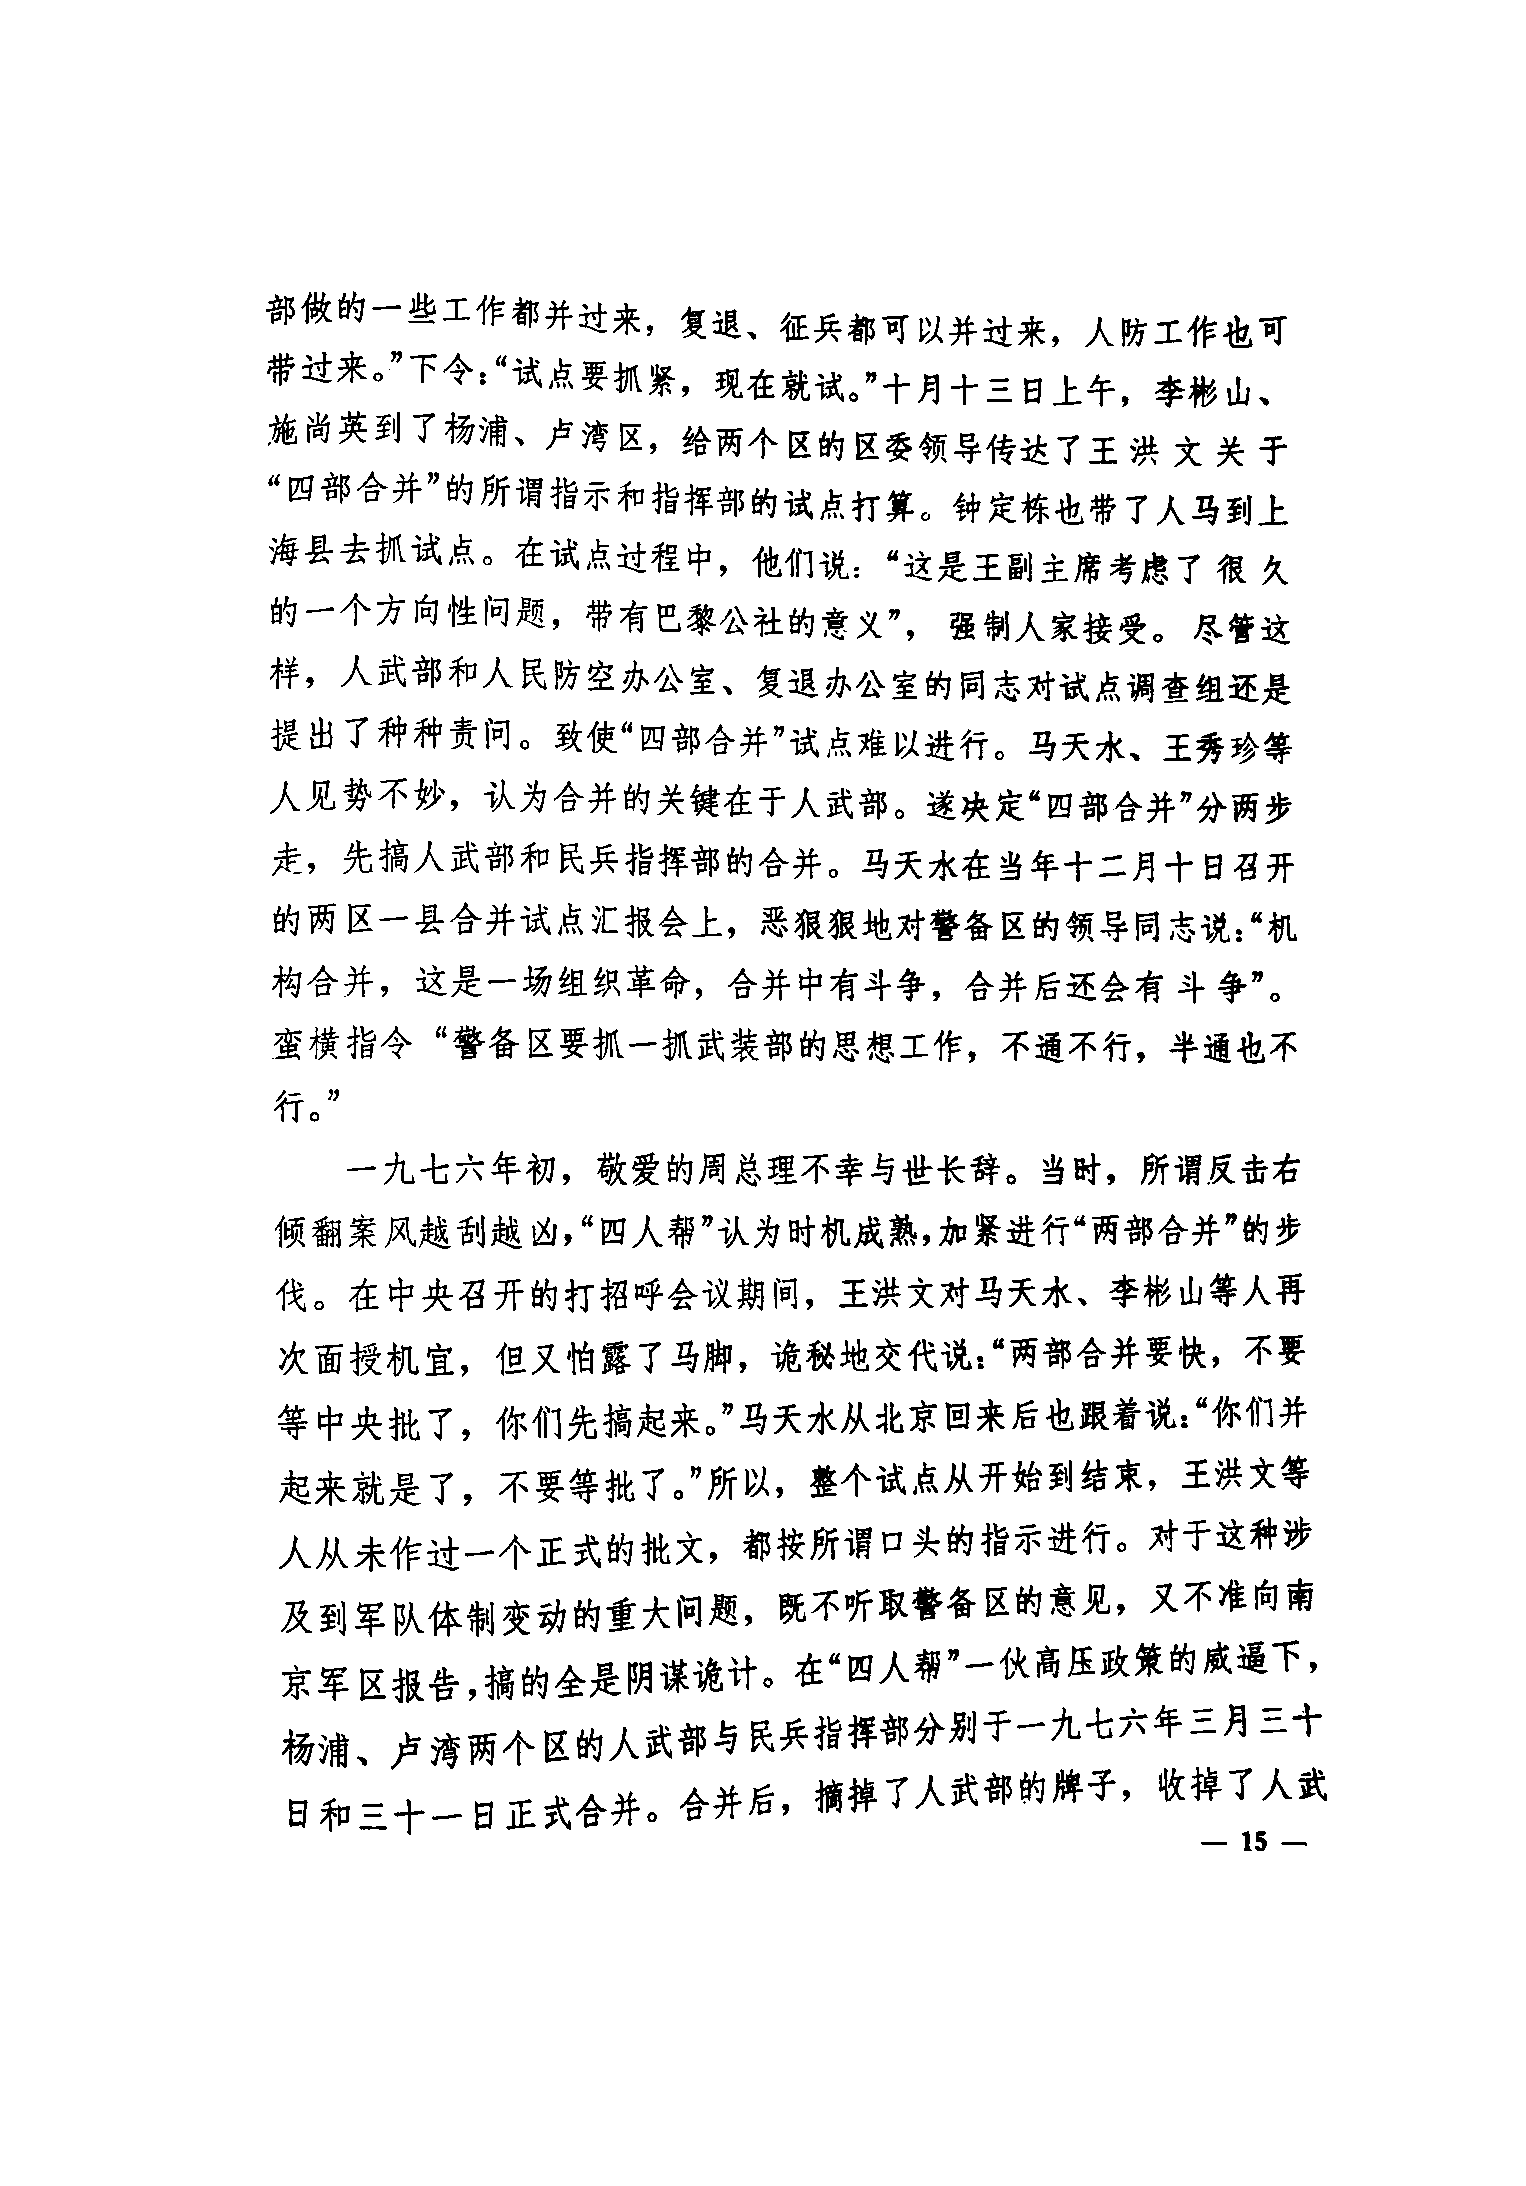 部做的一些工作都并过来，复退、征兵都可以并过来，人防工作也可
带过来。”下令：“试点要抓紧，现在就试。”十月十三日上午，李彬山、
施尚英到了杨浦、卢湾区，给两个区的区委领导传达了王洪文关于
“四部合并”的所谓指示和指挥部的试点打算。钟定栋也带了人马到上
海县去抓试点。在试点过程中，他们说：“这是王副主席考虑了很久
的一个方向性问题，带有巴黎公社的意义”，强制人家接受。尽管这
样，人武部和人民防空办公室、复退办公室的同志对试点调查组还是
提出了种种责问。致使“四部合并”试点难以进行。马天水、王秀珍等
人见势不妙，认为合并的关键在于人武部。遂决定“四部合并”分两步
走，先搞人武部和民兵指挥部的合并。马天水在当年十二月十日召开
的两区一县合并试点汇报会上，恶狠狠地对警备区的领导同志说：“机
构合并，这是一场组织革命，合并中有斗争，合并后还会有斗争”。
蛮横指令“警备区要抓一抓武装部的思想工作，不通不行，半通也不
行。”
一九七六年初，敬爱的周总理不幸与世长辞。当时，所谓反击右
倾翻案风越刮越凶，“四人帮”认为时机成熟，加紧进行“两部合并”的步
伐。在中央召开的打招呼会议期间，王洪文对马天水、李彬山等人再
次面授机宜，但又怕露了马脚，诡秘地交代说：“两部合并要快，不要
等中央批了，你们先搞起来。”马天水从北京回来后也跟着说：“你们并
起来就是了，不要等批了。”所以，整个试点从开始到结束，王洪文等
人从未作过一个正式的批文，都按所谓口头的指示进行。对于这种涉
及到军队体制变动的重大问题，既不听取警备区的意见，又不准向南
京军区报告，搞的全是阴谋诡计。在“四人帮”一伙高压政策的威逼下，
杨浦、卢湾两个区的人武部与民兵指挥部分别于一九七六年三月三十
日和三十一日正式合并。合并后，摘掉了人武部的牌子，收掉了人武
— 15 —